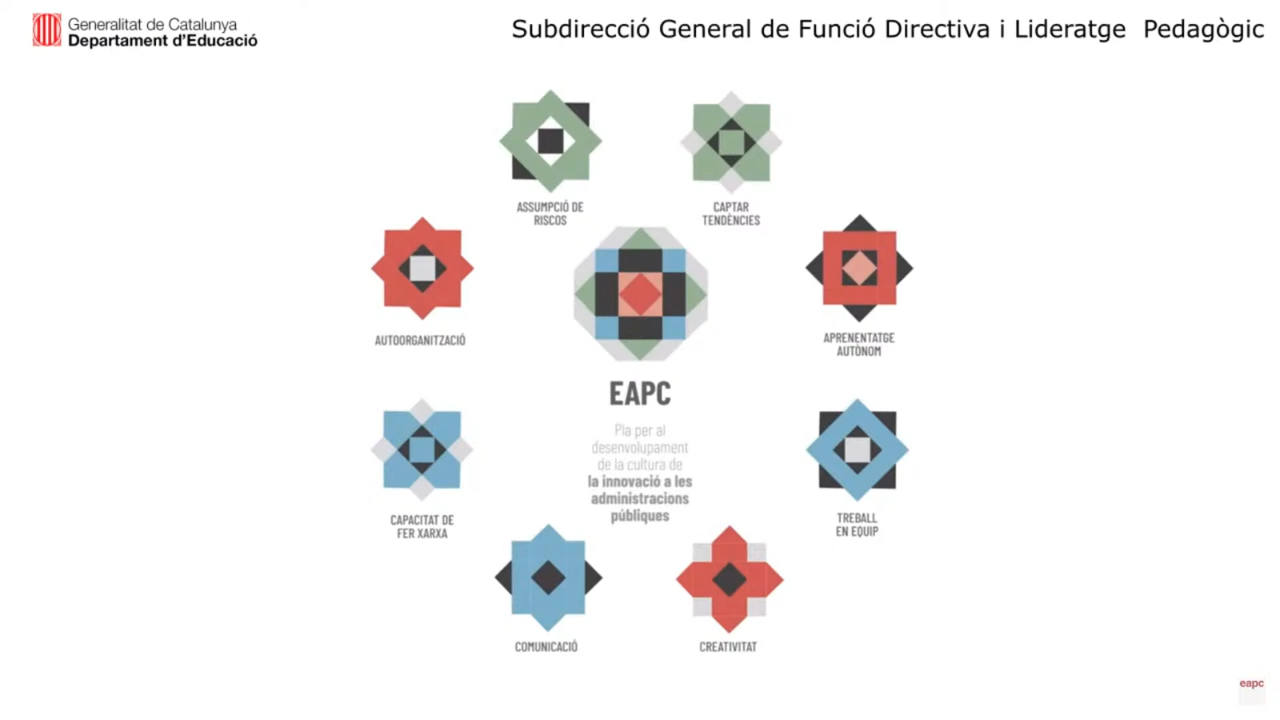 Generalitat de Catalunya
Departament d'Educació
Subdirecció General de Funció Directiva i Lideratge Pedagògic
ASSUMPCIÓ DE
RISCOS
CAPTAR
TENDÈNCIES
AUTOORGANITZACIÓ
APRENENTATGE
AUTÒNOM
EAPC
Pla per al
desenvolupament
de la cultura de
la innovació a les
administracions
públiques
CAPACITAT DE
FER XARXA
TREBALL
EN EQUIP
COMUNICACIÓ
CREATIVITAT
eapc